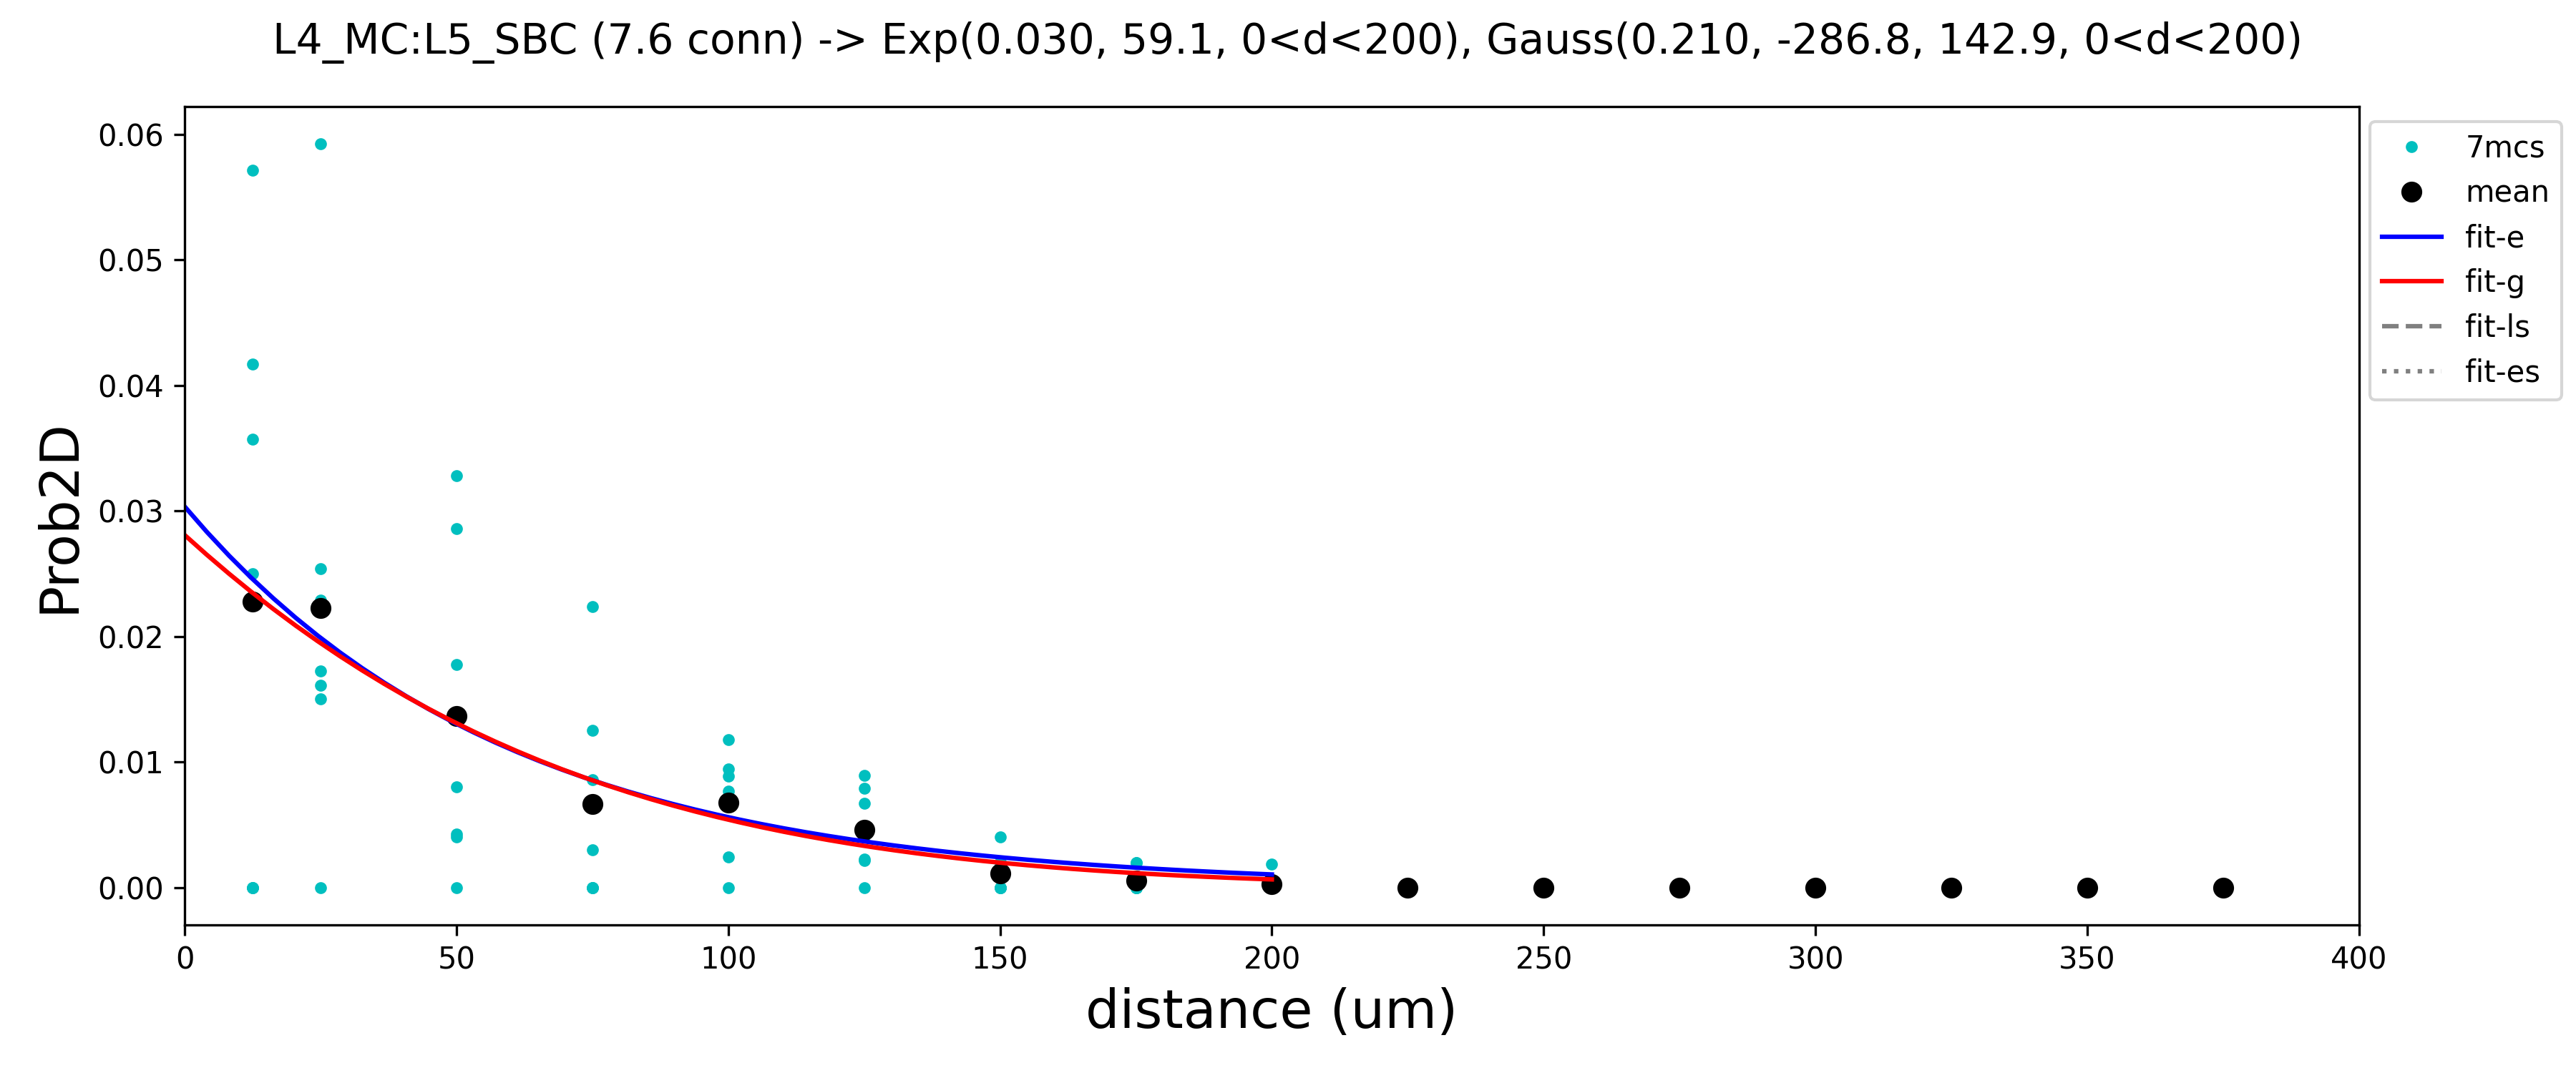 L4_MC:L5_SBC (7.6 conn) -> Exp(0.030, 59.1, 0<d<200), Gauss(0.210, -286.8, 142.9, 0<d<200)
0.06
0.05
0.04
0.03
0.02
0.01
0.00
Prob2D
0 50 100 150 200 250 300 350 400
distance (um)
7mcs
mean
fit-e
fit-g
fit-ls
fit-es